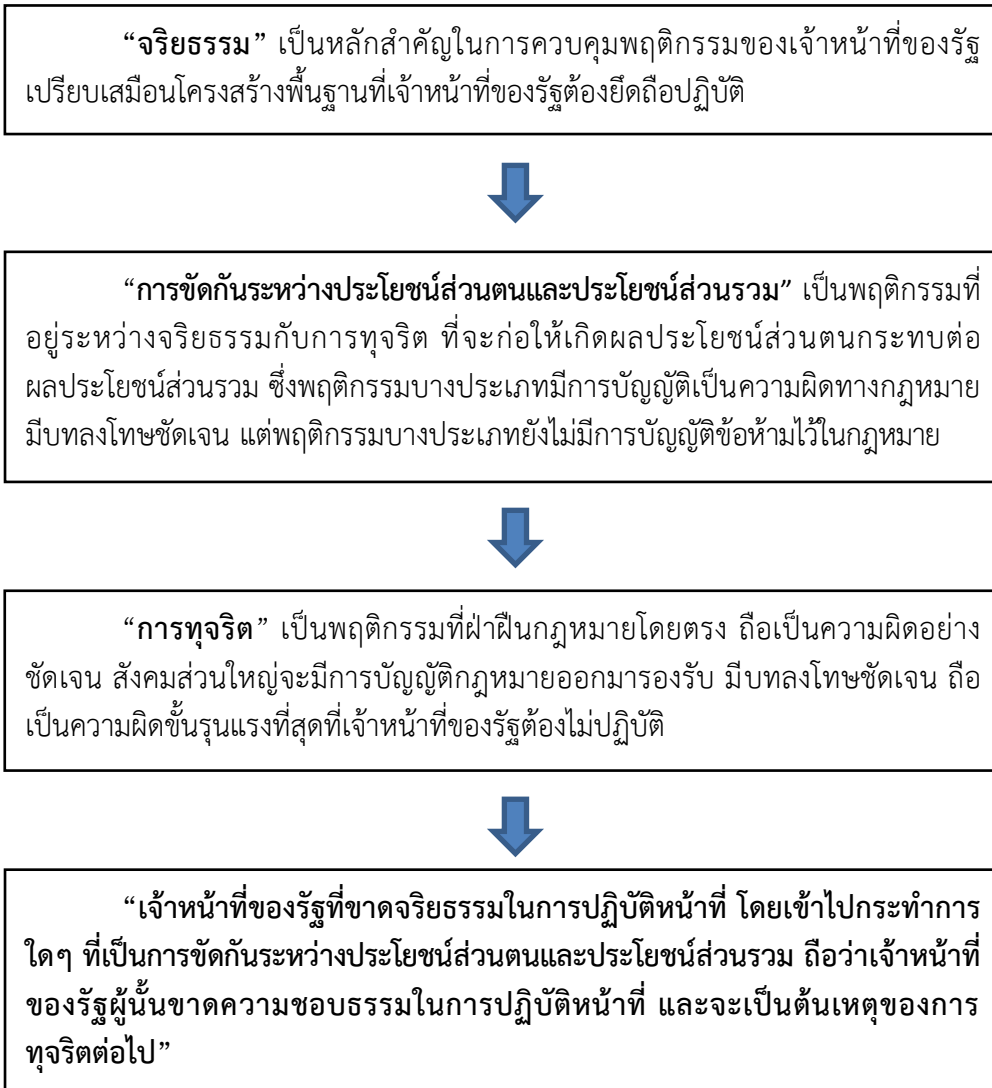 “จริยธรรม” เป็นหลักสำคัญในการควบคุมพฤติกรรมของเจ้าหน้าที่ของรัฐ
เปรียบเสมือนโครงสร้างพื้นฐานที่เจ้าหน้าที่ของรัฐต้องยึดถือปฏิบัติ
“การขัดกันระหว่างประโยชน์ส่วนตนและประโยชน์ส่วนรวม” เป็นพฤติกรรมที่
อยู่ระหว่างจริยธรรมกับการทุจริต ที่จะก่อให้เกิดผลประโยชน์ส่วนตนกระทบต่อ
ผลประโยชน์ส่วนรวม ซึ่งพฤติกรรมบางประเภทมีการบัญญัติเป็นความผิดทางกฎหมาย
มีบทลงโทษชัดเจน แต่พฤติกรรมบางประเภทยังไม่มีการบัญญัติข้อห้ามไว้ในกฎหมาย
“การทุจริต” เป็นพฤติกรรมที่ฝ่าฝืนกฎหมายโดยตรง ถือเป็นความผิดอย่าง
ชัดเจน สังคมส่วนใหญ่จะมีการบัญญัติกฎหมายออกมารองรับ มีบทลงโทษชัดเจน ถือ
เป็นความผิดขั้นรุนแรงที่สุดที่เจ้าหน้าที่ของรัฐต้องไม่ปฏิบัติ
“เจ้าหน้าที่ของรัฐที่ขาดจริยธรรมในการปฏิบัติหน้าที่ โดยเข้าไปกระทำการ
ใดๆ ที่เป็นการขัดกันระหว่างประโยชน์ส่วนตนและประโยชน์ส่วนรวม ถือว่าเจ้าหน้าที่
ของรัฐผู้นั้นขาดความชอบธรรมในการปฏิบัติหน้าที่ และจะเป็นต้นเหตุของการ
ทุจริตต่อไป”